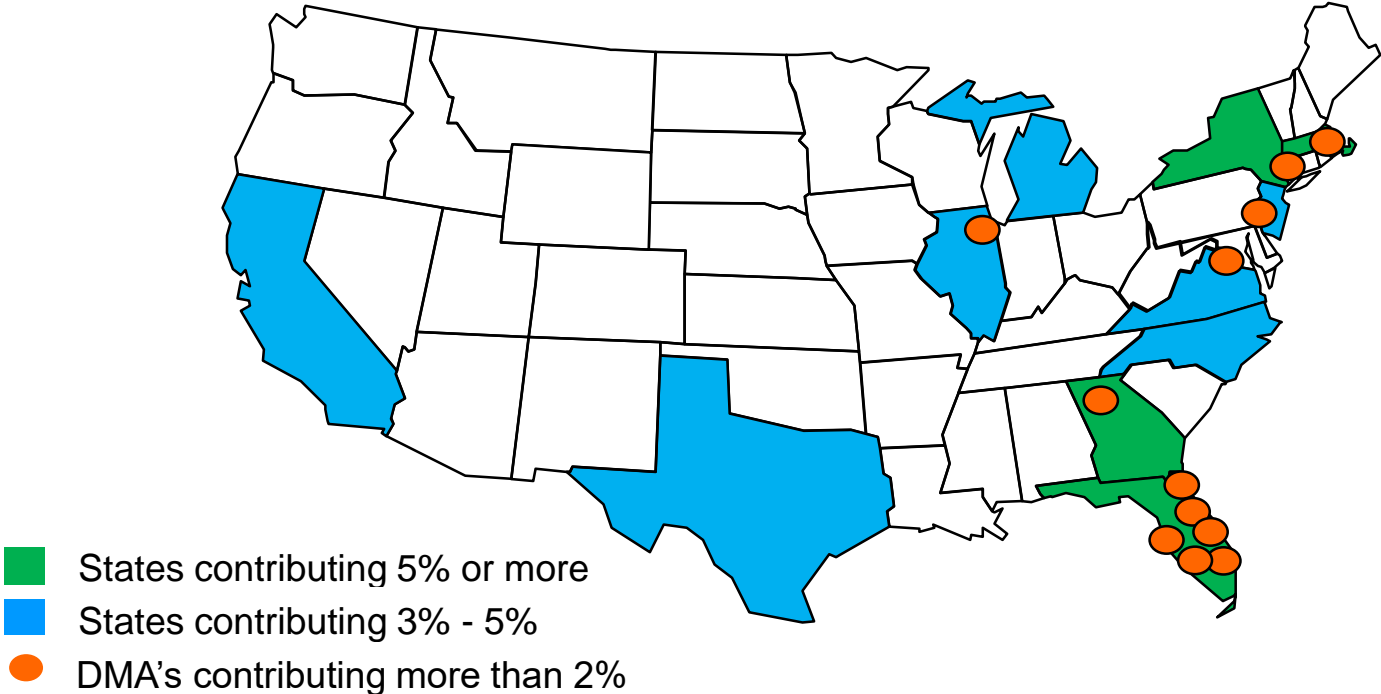 States contributing 5% or more
States contributing 3% - 5%
DMA’s contributing more than 2%